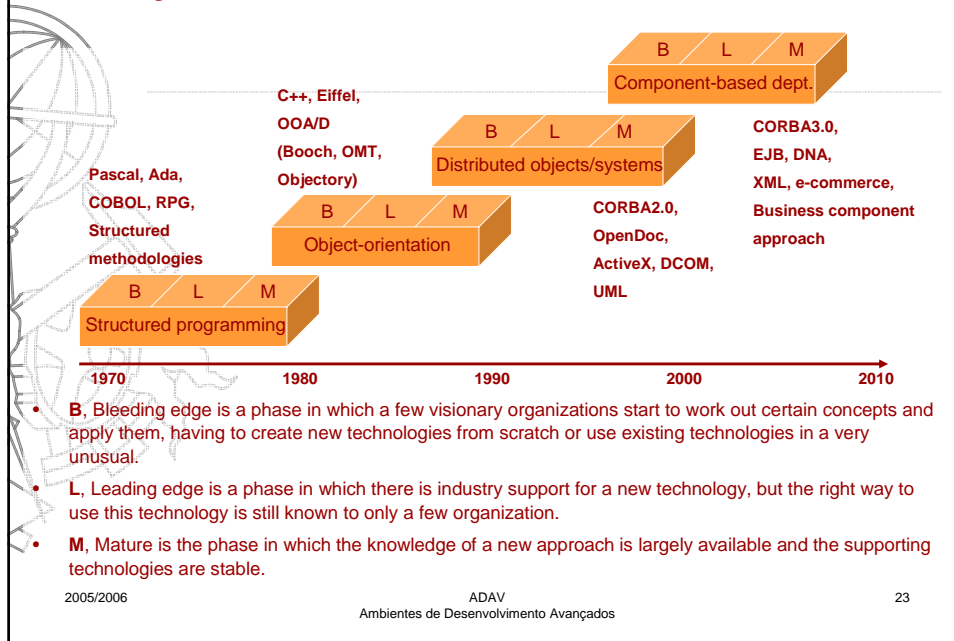 B L M
Component-based dept.
C++, Eiffel,
OOA/D
(Booch, OMT,
Objectory)
B L M
Distributed objects/systems
CORBA3.0,
EJB, DNA,
XML, e-commerce,
Business component
approach
Pascal, Ada,
COBOL, RPG,
Structured
methodologies
B L M
Object-orientation
CORBA2.0,
OpenDoc,
ActiveX, DCOM,
UML
B L M
Structured programming
1970 1980 1990 2000 2010
• B, Bleeding edge is a phase in which a few visionary organizations start to work out certain concepts and
apply them, having to create new technologies from scratch or use existing technologies in a very
unusual.
• L, Leading edge is a phase in which there is industry support for a new technology, but the right way to
use this technology is still known to only a few organization.
• M, Mature is the phase in which the knowledge of a new approach is largely available and the supporting
technologies are stable.
2005/2006 ADAV 23
Ambientes de Desenvolvimento Avançados